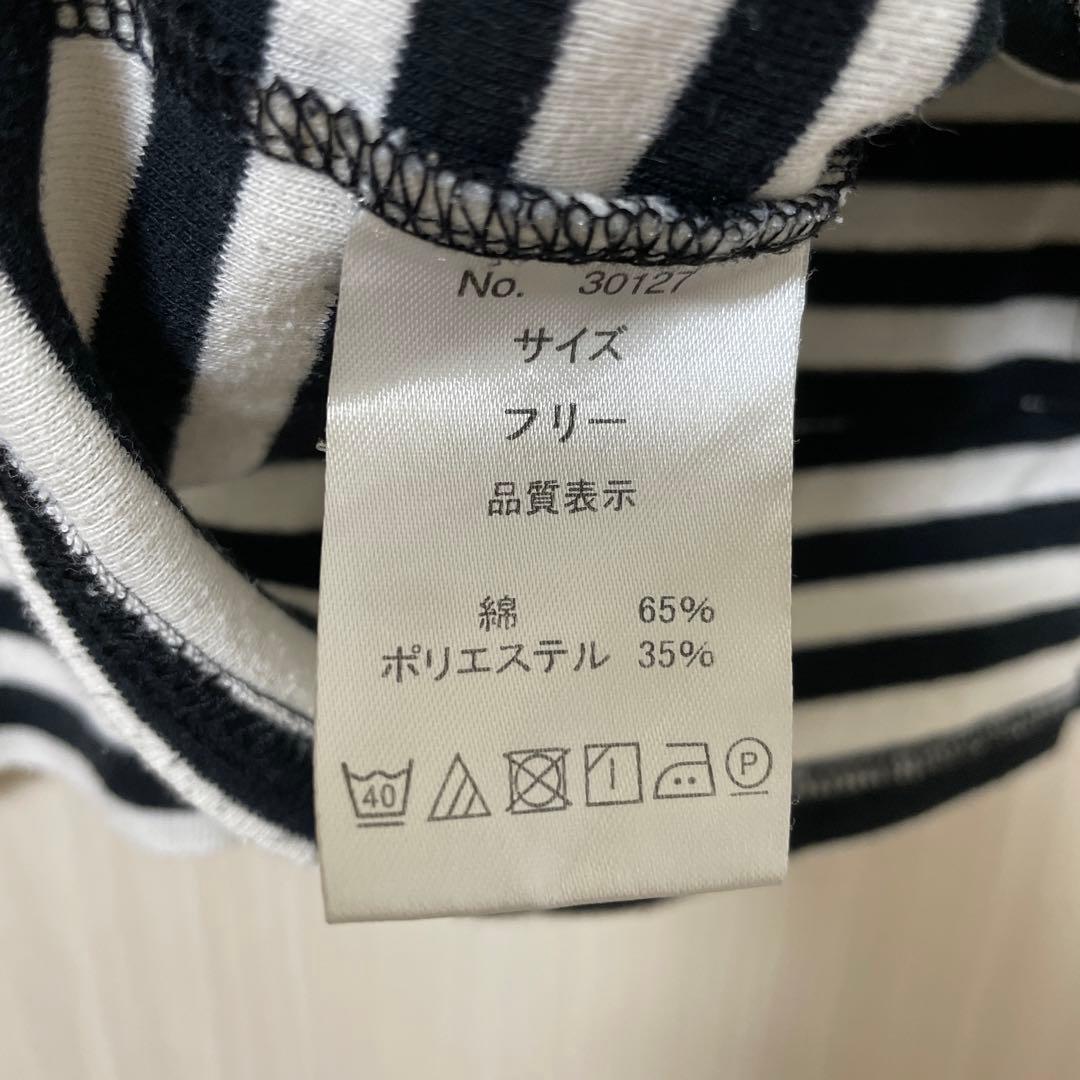 No. 30127
サイズ
フリー
品質表示
綿 65%
ポリエステル 35%
40 P